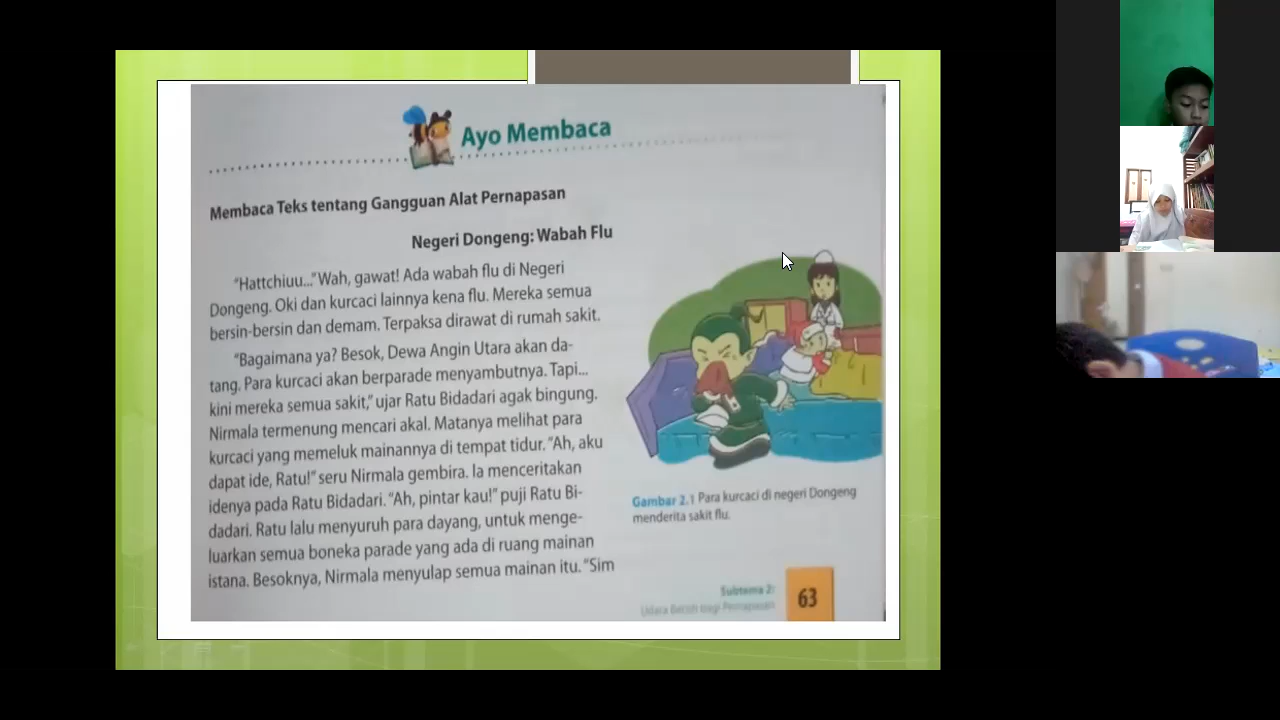 Ayo Membaca
Membaca Teks tentang Gangguan Alat Pernapasan
Negeri Dongeng: Wabah Flu
“Hattchiuu...” Wah, gawat! Ada wabah flu di Negeri
Dongeng. Oki dan kurcaci lainnya kena flu. Mereka semua
bersin-bersin dan demam. Terpaksa dirawat di rumah sakit.
“Bagaimana ya? Besok, Dewa Angin Utara akan da-
tang. Para kurcaci akan berparade menyambutnya. Tapi...
kini mereka semua sakit,” ujar Ratu Bidadari agak bingung.
Nirmala termenung mencari akal. Matanya melihat para
kurcaci yang memeluk mainannya di tempat tidur. “Ah, aku
dapat ide, Ratu!” seru Nirmala gembira. Ia menceritakan
idenya pada Ratu Bidadari. “Ah, pintar kau!” puji Ratu Bi-
dadari. Ratu lalu menyuruh para dayang, untuk menge-
luarkan semua boneka parade yang ada di ruang mainan
istana. Besoknya, Nirmala menyulap semua mainan itu. “Sim
Gambar 2.1 Para kurcaci di negeri Dongeng
menderita sakit flu.
Subtema 2:
Udara Bersih bagi Pernapasan
63